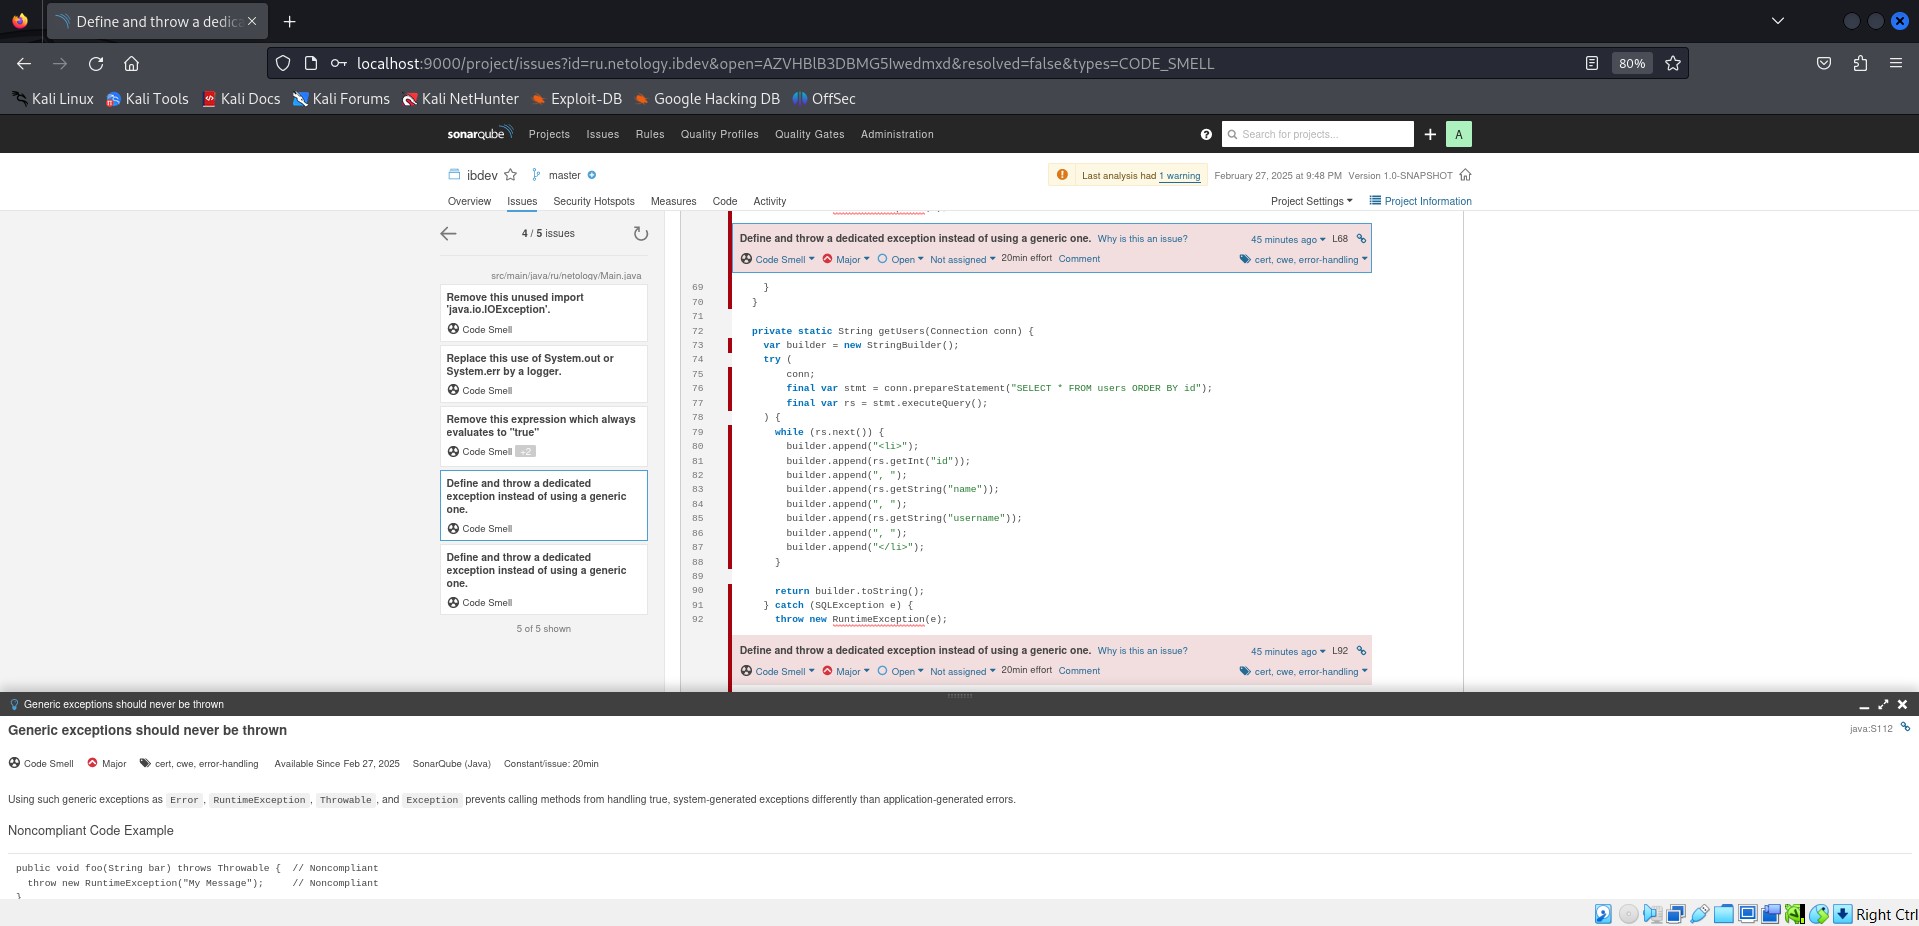 Define and throw a dedica
localhost:9000/project/issues?id=ru.netology.ibdev&open=AZVHBlB3DBMG5Iwedmxd&resolved=false&types=CODE_SMELL
80%
Kali Linux Kali Tools Kali Docs Kali Forums Kali NetHunter Exploit-DB Google Hacking DB OffSec
sonarqube Projects Issues Rules Quality Profiles Quality Gates Administration
Search for projects...
A
ibdev master
Last analysis had 1 warning February 27, 2025 at 9:48 PM Version 1.0-SNAPSHOT
Overview Issues Security Hotspots Measures Code Activity
Project Settings Project Information
4 / 5 issues
src/main/java/ru/netology/Main.java
Remove this unused import
'java.io.IOException'.
Code Smell
Replace this use of System.out or
System.err by a logger.
Code Smell
Remove this expression which always
evaluates to "true"
Code Smell +2
Define and throw a dedicated
exception instead of using a generic
one.
Code Smell
Define and throw a dedicated
exception instead of using a generic
one.
Code Smell
5 of 5 shown
Define and throw a dedicated exception instead of using a generic one. Why is this an issue? 45 minutes ago L68
Code Smell Major Open Not assigned 20min effort Comment cert, cwe, error-handling
69 }
70 }
71
72 private static String getUsers(Connection conn) {
73 var builder = new StringBuilder();
74 try (
75 conn;
76 final var stmt = conn.prepareStatement("SELECT * FROM users ORDER BY id");
77 final var rs = stmt.executeQuery();
78 ) {
79 while (rs.next()) {
80 builder.append("<li>");
81 builder.append(rs.getInt("id"));
82 builder.append(", ");
83 builder.append(rs.getString("name"));
84 builder.append(", ");
85 builder.append(rs.getString("username"));
86 builder.append(", ");
87 builder.append("</li>");
88 }
89
90 return builder.toString();
91 } catch (SQLException e) {
92 throw new RuntimeException(e);
Define and throw a dedicated exception instead of using a generic one. Why is this an issue? 45 minutes ago L92
Code Smell Major Open Not assigned 20min effort Comment cert, cwe, error-handling
Generic exceptions should never be thrown
Generic exceptions should never be thrown
java:S112
Code Smell Major cert, cwe, error-handling Available Since Feb 27, 2025 SonarQube (Java) Constant/issue: 20min
Using such generic exceptions as Error, RuntimeException, Throwable, and Exception prevents calling methods from handling true, system-generated exceptions differently than application-generated errors.
Noncompliant Code Example
public void foo(String bar) throws Throwable { // Noncompliant
throw new RuntimeException("My Message"); // Noncompliant
}
Right Ctrl